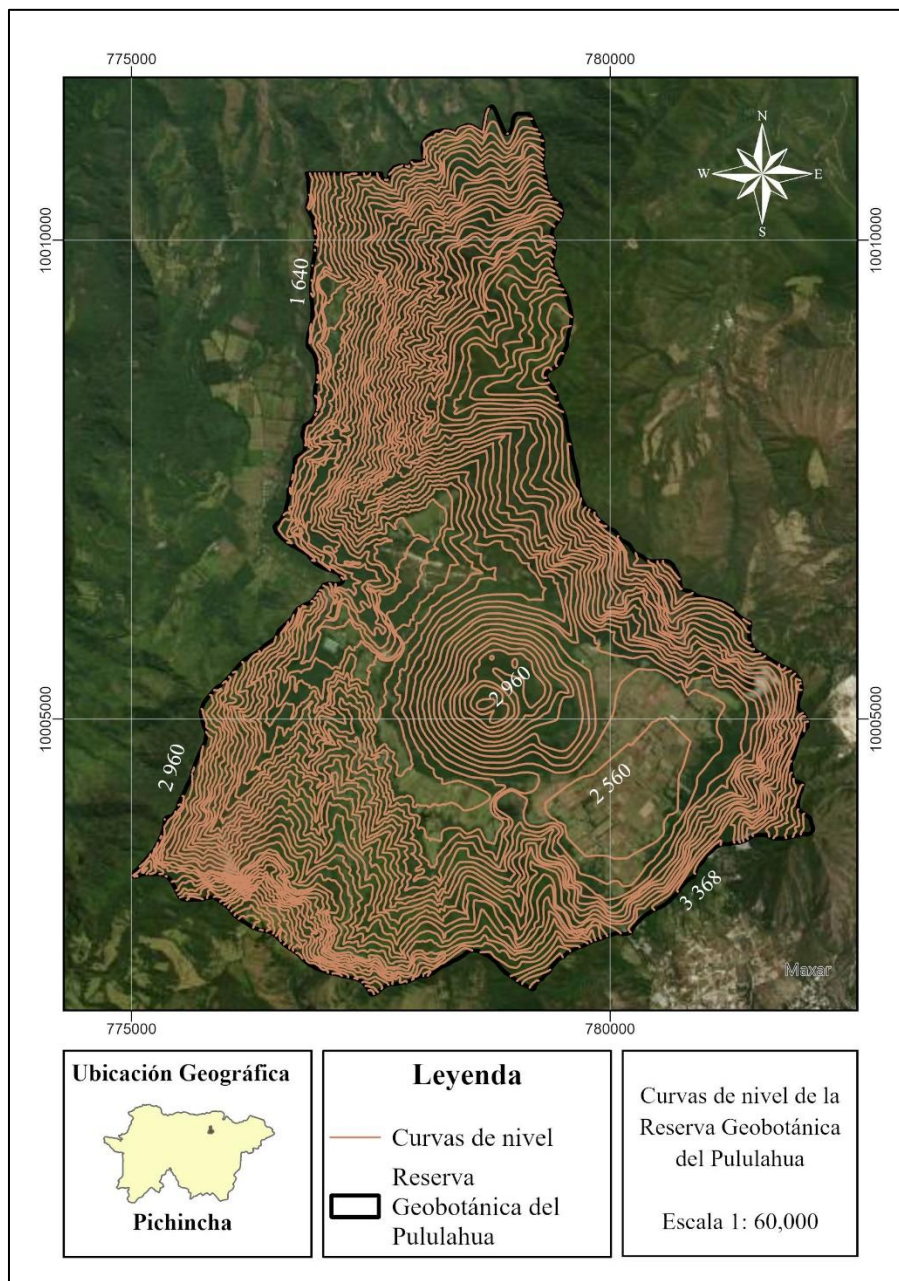 775000
780000
N
W
E
S
10010000
10010000
1 640
2 960
10005000
10005000
2 960
2 560
3 368
Maxar
775000
780000
Ubicación Geográfica
Pichincha
Leyenda
Curvas de nivel
Reserva
Geobotánica del
Pululahua
Curvas de nivel de la
Reserva Geobotánica
del Pululahua
Escala 1: 60,000